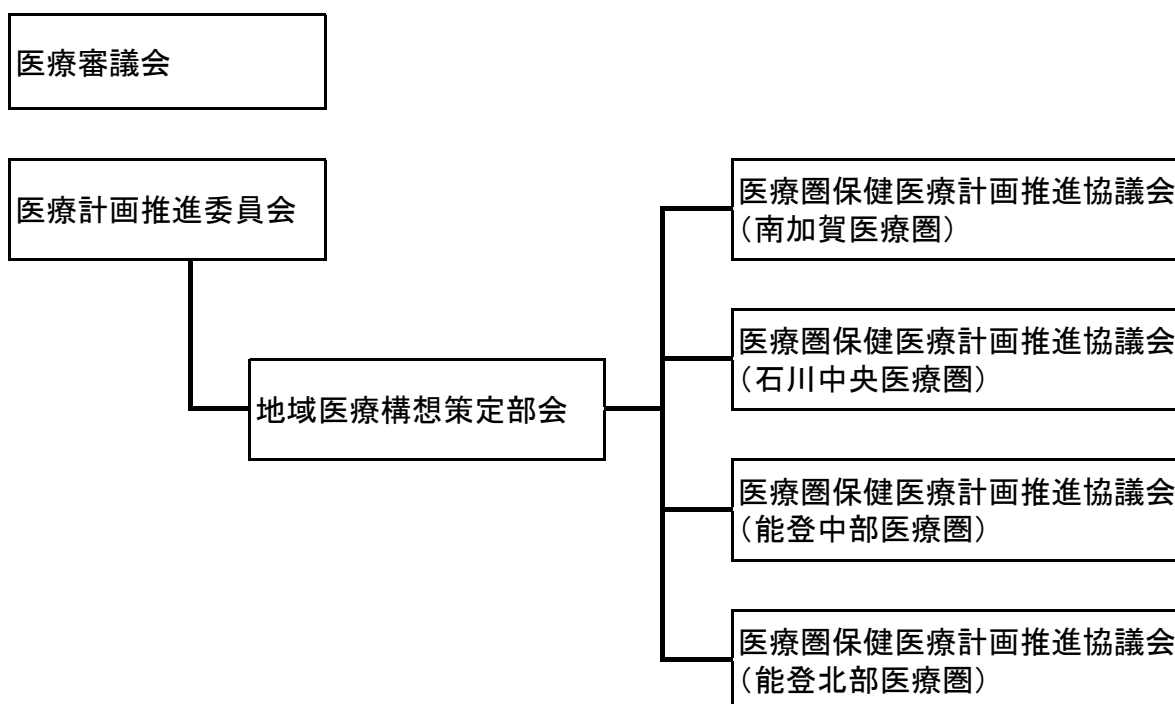 医療審議会
医療計画推進委員会
地域医療構想策定部会
医療圏保健医療計画推進協議会
（南加賀医療圏）
医療圏保健医療計画推進協議会
（石川中央医療圏）
医療圏保健医療計画推進協議会
（能登中部医療圏）
医療圏保健医療計画推進協議会
（能登北部医療圏）